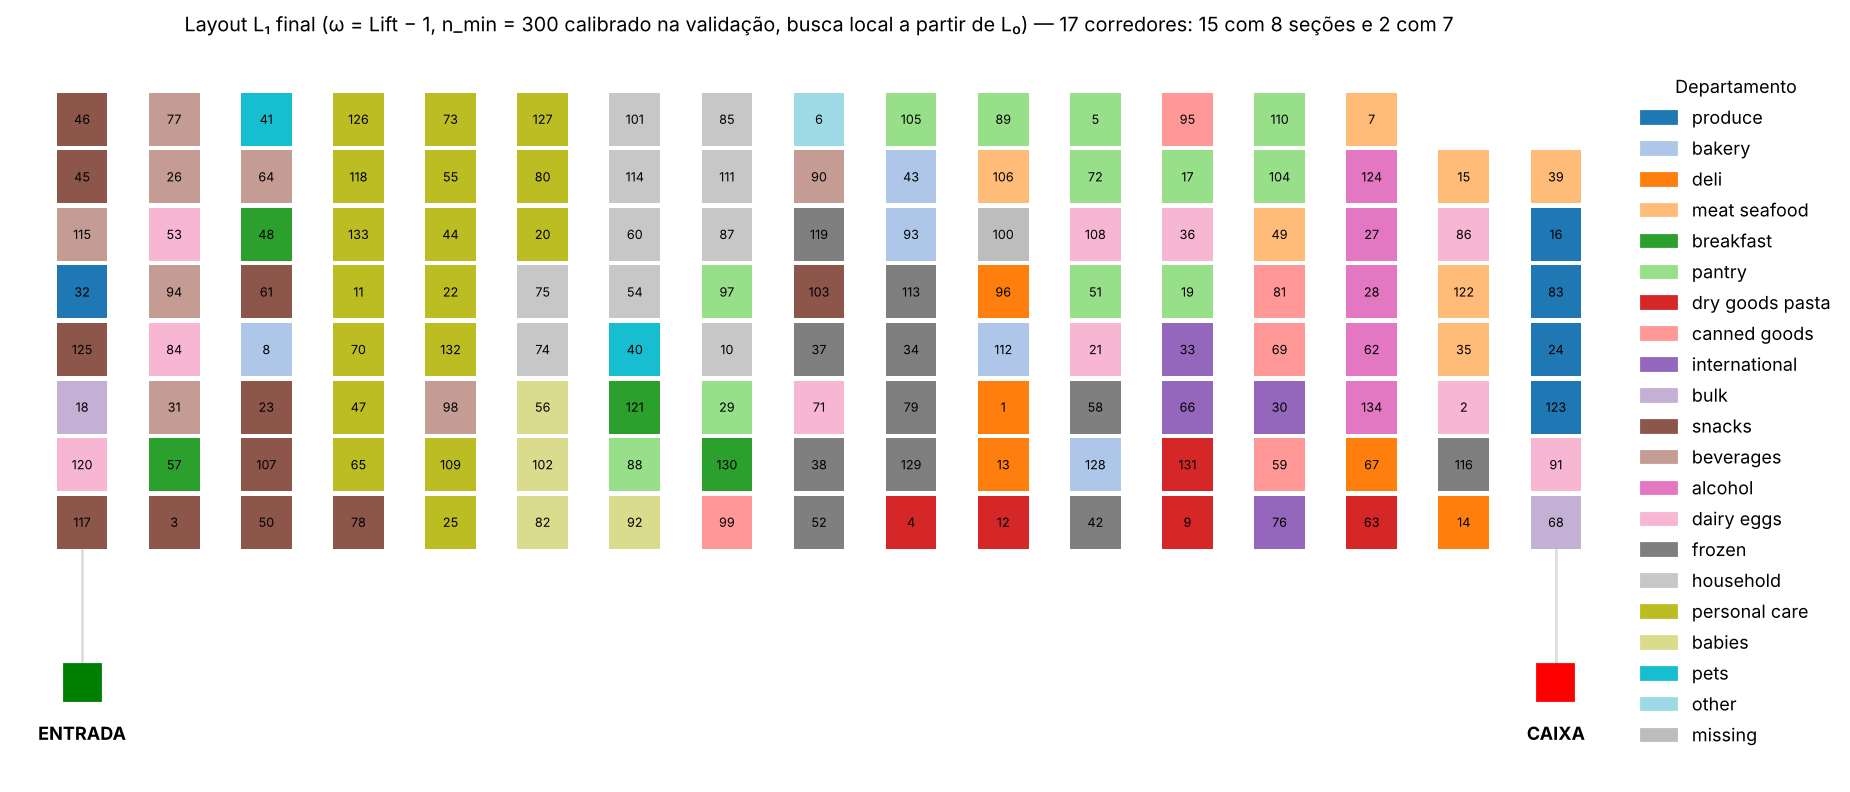 Layout L₁ final (ω = Lift − 1, n_min = 300 calibrado na validação, busca local a partir de L₀) — 17 corredores: 15 com 8 seções e 2 com 7
46 77 41 126 73 127 101 85 6 105 89 5 95 110 7
45 26 64 118 55 80 114 111 90 43 106 72 17 104 124 15 39
115 53 48 133 44 20 60 87 119 93 100 108 36 49 27 86 16
32 94 61 11 22 75 54 97 103 113 96 51 19 81 28 122 83
125 84 8 70 132 74 40 10 37 34 112 21 33 69 62 35 24
18 31 23 47 98 56 121 29 71 79 1 58 66 30 134 2 123
120 57 107 65 109 102 88 130 38 129 13 128 131 59 67 116 91
117 3 50 78 25 82 92 99 52 4 12 42 9 76 63 14 68
ENTRADA
CAIXA
Departamento
produce
bakery
deli
meat seafood
breakfast
pantry
dry goods pasta
canned goods
international
bulk
snacks
beverages
alcohol
dairy eggs
frozen
household
personal care
babies
pets
other
missing